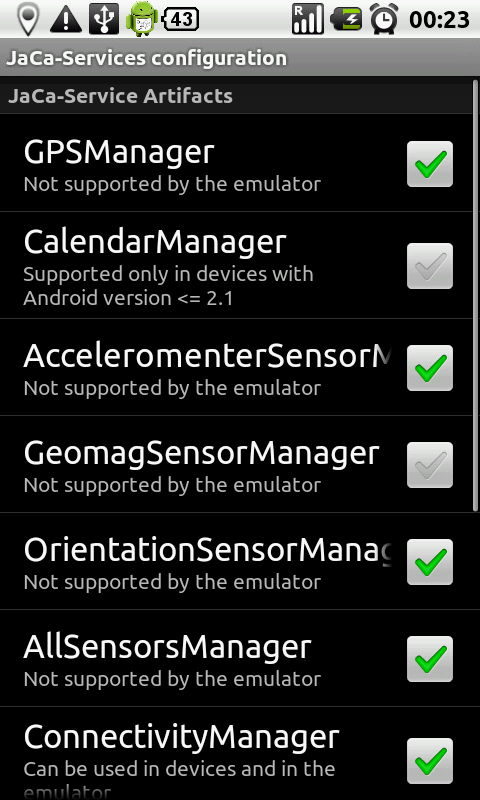 R
43
00:23
JaCa-Services configuration
JaCa-Service Artifacts
GPSManager
Not supported by the emulator
CalendarManager
Supported only in devices with
Android version <= 2.1
AcceleromenterSensorM
Not supported by the emulator
GeomagSensorManager
Not supported by the emulator
OrientationSensorManag
Not supported by the emulator
AllSensorsManager
Not supported by the emulator
ConnectivityManager
Can be used in devices and in the
emulator